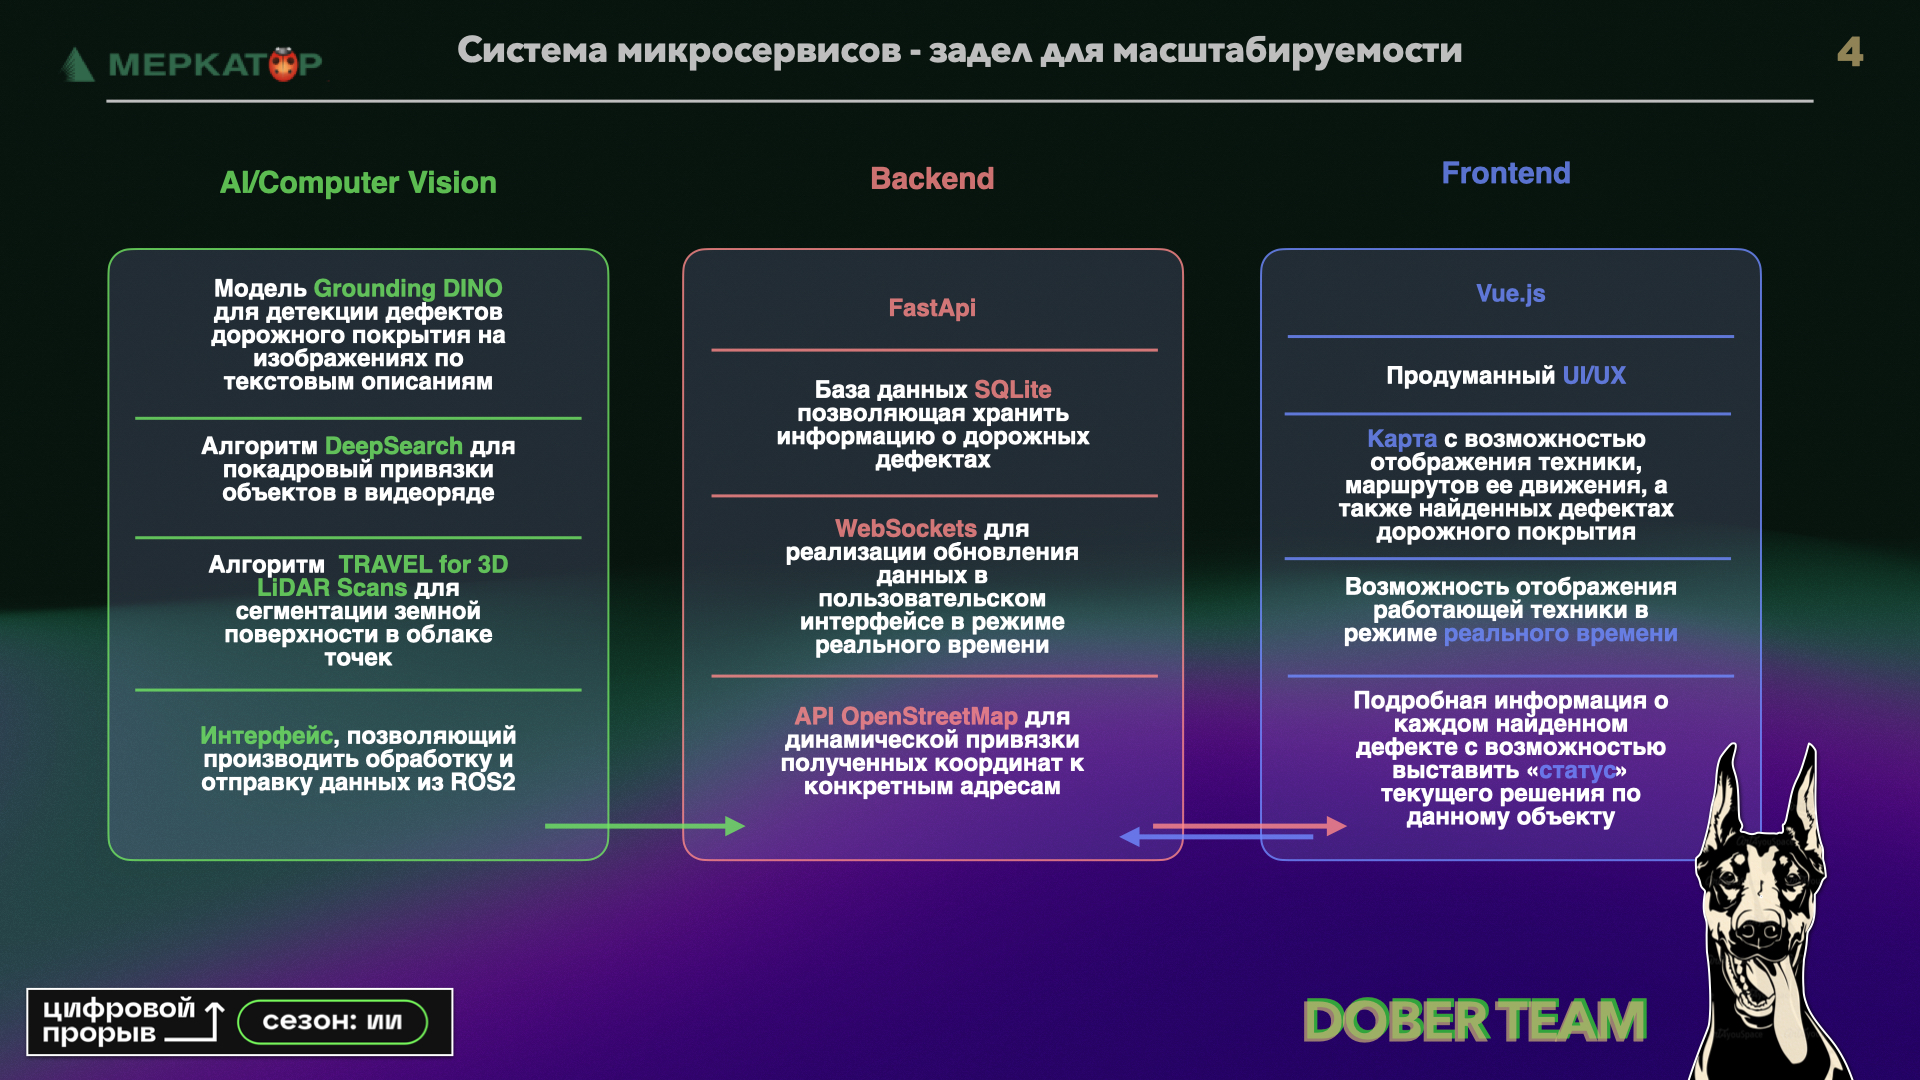 МЕРКАТОР
Система микросервисов - задел для масштабируемости
4
AI/Computer Vision
Модель Grounding DINO
для детекции дефектов
дорожного покрытия на
изображениях по
текстовым описаниям
Алгоритм DeepSearch для
покадровый привязки
объектов в видеоряде
Алгоритм TRAVEL for 3D
LiDAR Scans для
сегментации земной
поверхности в облаке
точек
Интерфейс, позволяющий
производить обработку и
отправку данных из ROS2
Backend
FastApi
База данных SQLite
позволяющая хранить
информацию о дорожных
дефектах
WebSockets для
реализации обновления
данных в
пользовательском
интерфейсе в режиме
реального времени
API OpenStreetMap для
динамической привязки
полученных координат к
конкретным адресам
Frontend
Vue.js
Продуманный UI/UX
Карта с возможностью
отображения техники,
маршрутов ее движения, а
также найденных дефектах
дорожного покрытия
Возможность отображения
работающей техники в
режиме реального времени
Подробная информация о
каждом найденном
дефекте с возможностью
выставить «статус»
текущего решения по
данному объекту
цифровой
прорыв
сезон: ии
DOBER TEAM